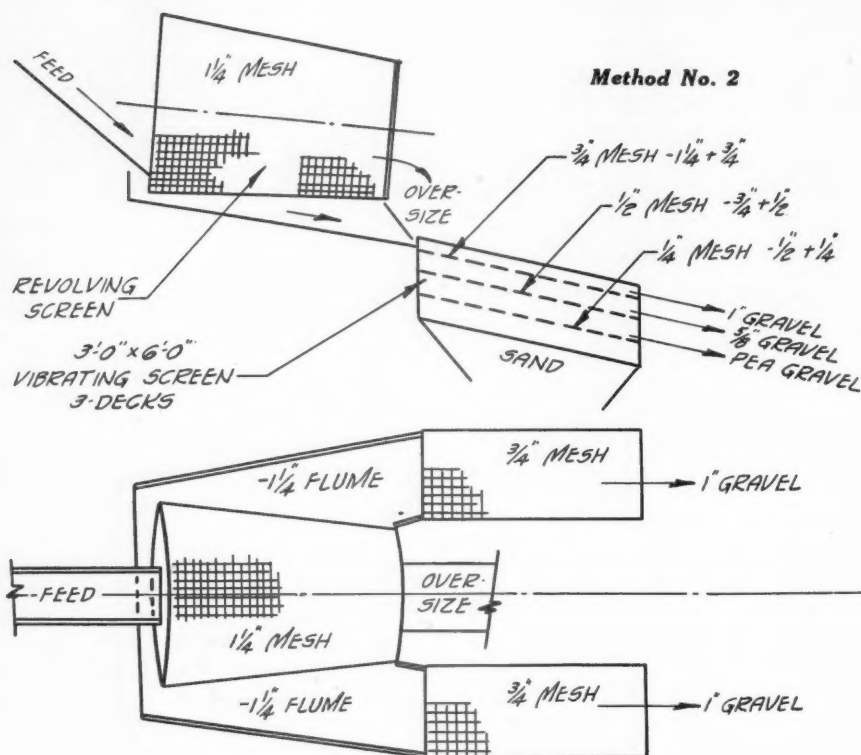 Method No. 2
FEED
1¼" MESH
OVER-
SIZE
¾" MESH -1¼" + ¾"
½" MESH -¾" + ½"
¼" MESH -½" + ¼"
REVOLVING
SCREEN
3'-0" x 6'-0"
VIBRATING SCREEN
3-DECKS
SAND
1" GRAVEL
⅝" GRAVEL
PEA GRAVEL
-1¼" FLUME
¾" MESH
1" GRAVEL
FEED
1¼" MESH
OVER-
SIZE
-1¼" FLUME
¾" MESH
1" GRAVEL